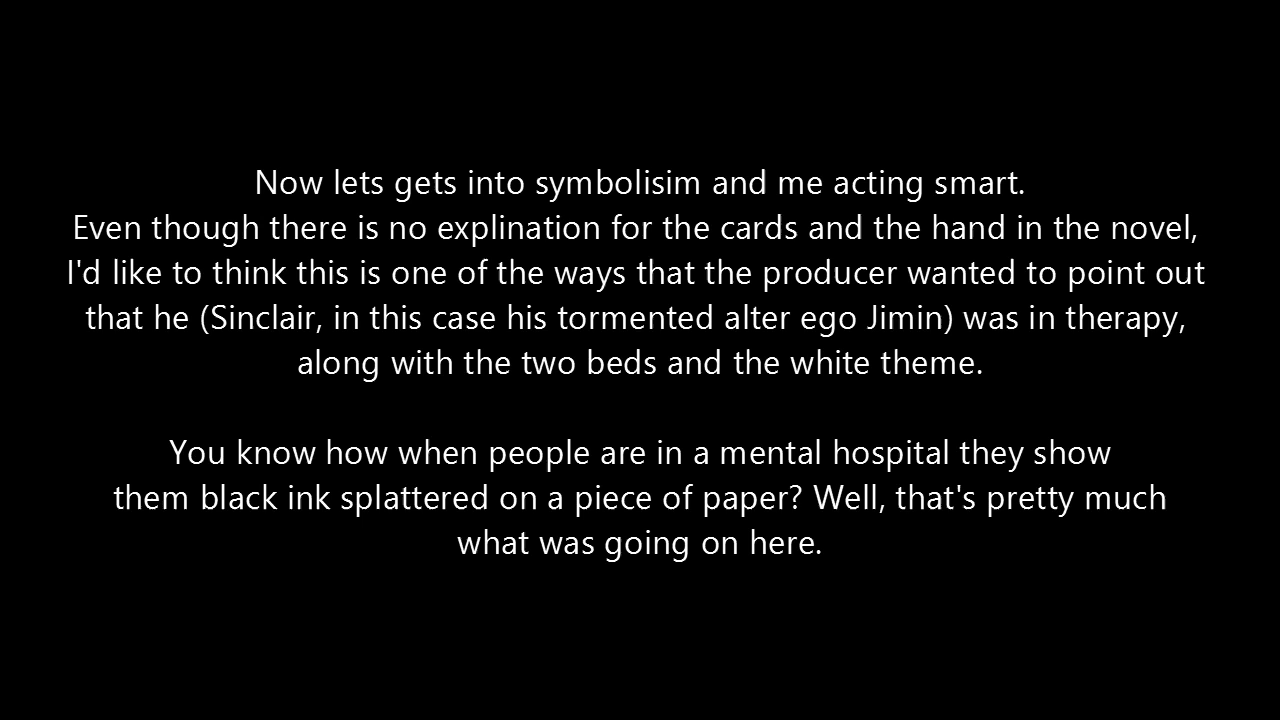 Now lets gets into symbolisim and me acting smart.
Even though there is no explination for the cards and the hand in the novel,
I'd like to think this is one of the ways that the producer wanted to point out
that he (Sinclair, in this case his tormented alter ego Jimin) was in therapy,
along with the two beds and the white theme.
You know how when people are in a mental hospital they show
them black ink splattered on a piece of paper? Well, that's pretty much
what was going on here.